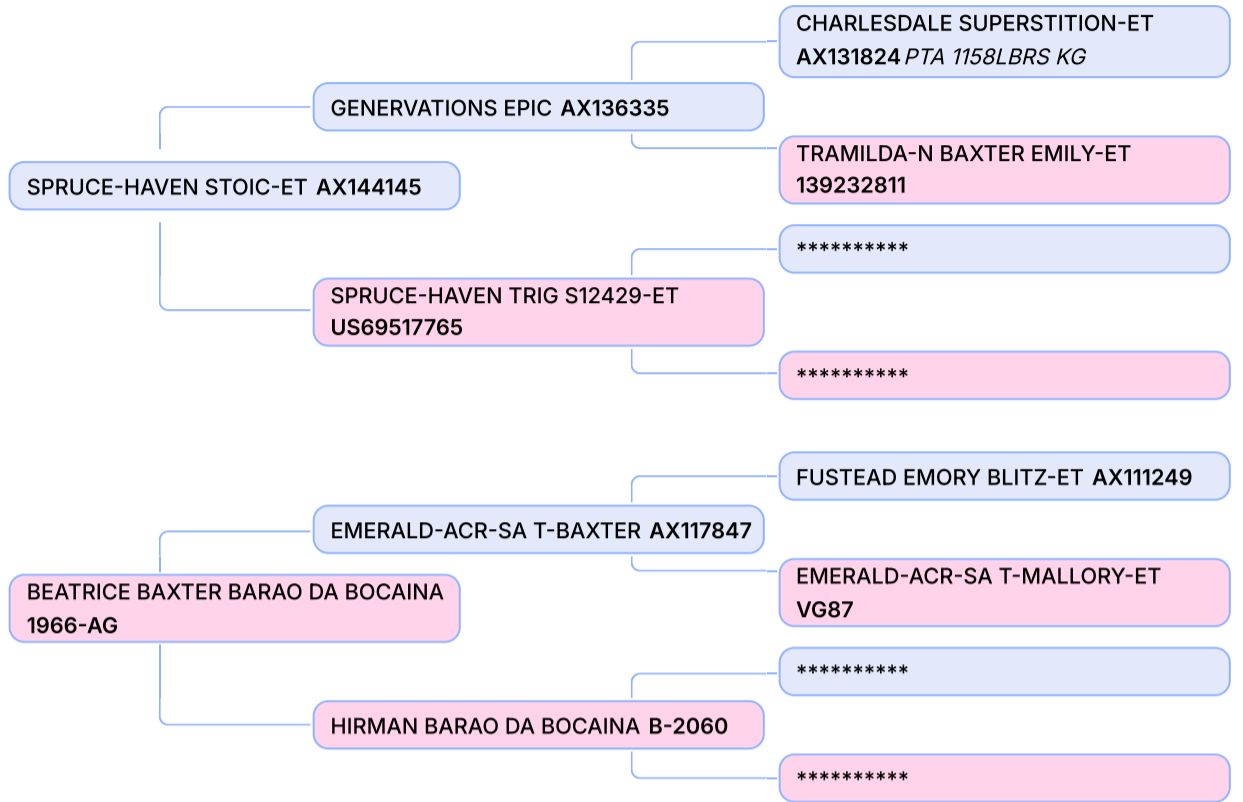 CHARLESDALE SUPERSTITION-ET
AX131824 PTA 1158LBRS KG
GENERVATIONS EPIC AX136335
TRAMILDA-N BAXTER EMILY-ET
139232811
SPRUCE-HAVEN STOIC-ET AX144145
**********
SPRUCE-HAVEN TRIG S12429-ET
US69517765
**********
FUSTEAD EMORY BLITZ-ET AX111249
EMERALD-ACR-SA T-BAXTER AX117847
EMERALD-ACR-SA T-MALLORY-ET
VG87
BEATRICE BAXTER BARAO DA BOCAINA
1966-AG
**********
HIRMAN BARAO DA BOCAINA B-2060
**********